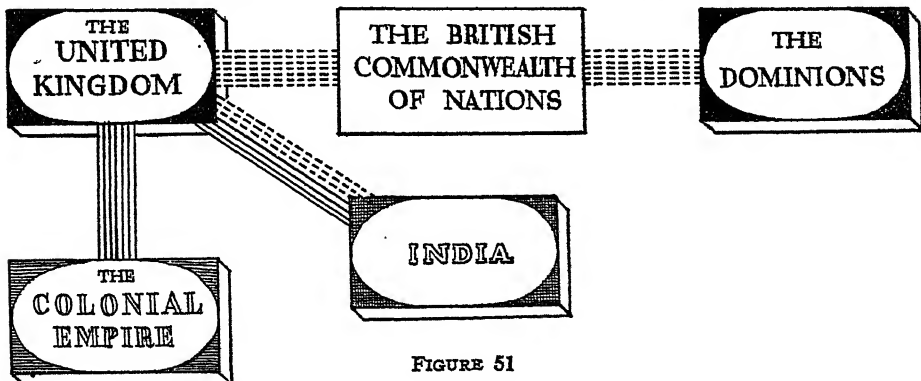 THE
UNITED
KINGDOM
THE BRITISH
COMMONWEALTH
OF NATIONS
THE
DOMINIONS
INDIA
THE
COLONIAL
EMPIRE
FIGURE 51